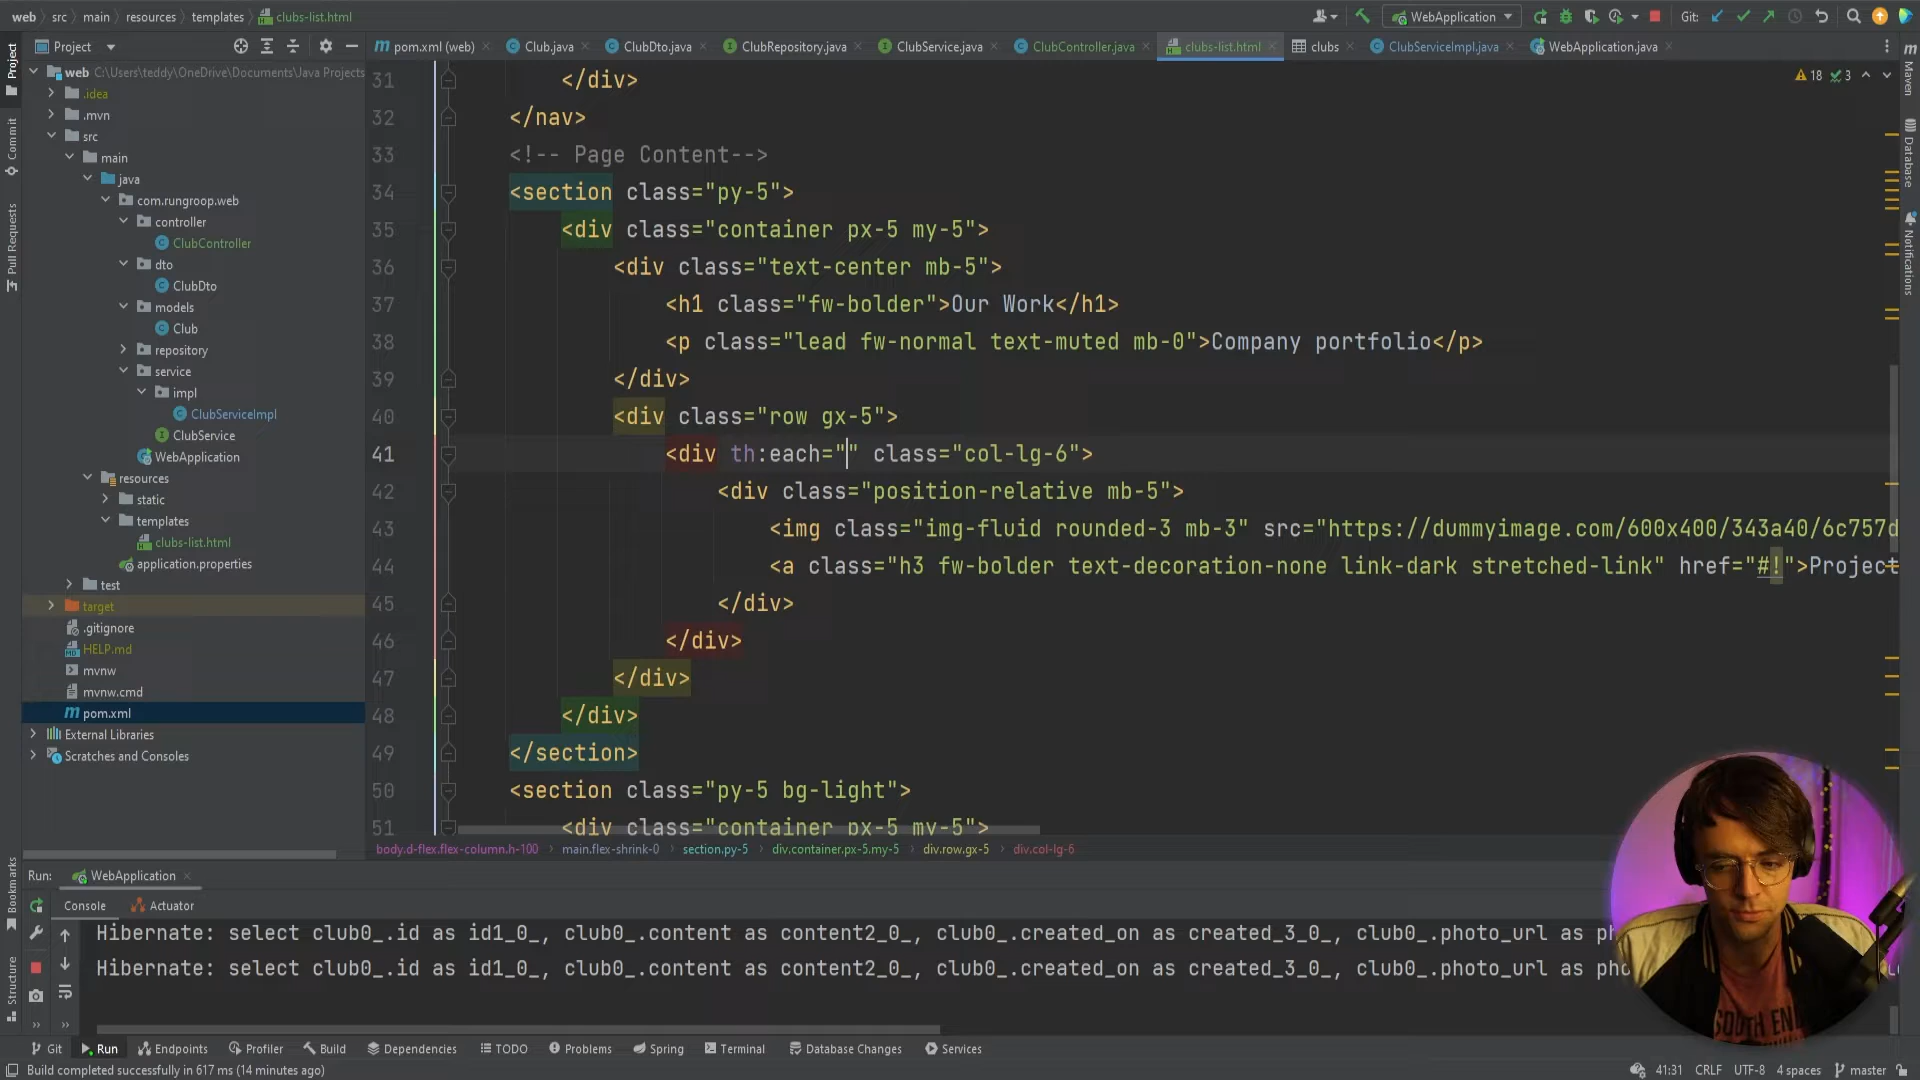 web › src › main › resources › templates › clubs-list.html
WebApplication
Git:
Project
pom.xml (web)
Club.java
ClubDto.java
ClubRepository.java
ClubService.java
ClubController.java
clubs-list.html
clubs
ClubServiceImpl.java
WebApplication.java
Project
Commit
Pull Requests
Bookmarks
Structure
Maven
Database
Notifications
18 3
web C:\Users\teddy\OneDrive\Documents\Java Projects
.idea
.mvn
src
main
java
com.rungroop.web
controller
ClubController
dto
ClubDto
models
Club
repository
service
impl
ClubServiceImpl
ClubService
WebApplication
resources
static
templates
clubs-list.html
application.properties
test
target
.gitignore
HELP.md
mvnw
mvnw.cmd
pom.xml
External Libraries
Scratches and Consoles
31 </div>
32 </nav>
33 <!-- Page Content-->
34 <section class="py-5">
35 <div class="container px-5 my-5">
36 <div class="text-center mb-5">
37 <h1 class="fw-bolder">Our Work</h1>
38 <p class="lead fw-normal text-muted mb-0">Company portfolio</p>
39 </div>
40 <div class="row gx-5">
41 <div th:each="" class="col-lg-6">
42 <div class="position-relative mb-5">
43 <img class="img-fluid rounded-3 mb-3" src="https://dummyimage.com/600x400/343a40/6c757d
44 <a class="h3 fw-bolder text-decoration-none link-dark stretched-link" href="#!">Project
45 </div>
46 </div>
47 </div>
48 </div>
49 </section>
50 <section class="py-5 bg-light">
51 <div class="container px-5 my-5">
body.d-flex.flex-column.h-100 › main.flex-shrink-0 › section.py-5 › div.container.px-5.my-5 › div.row.gx-5 › div.col-lg-6
Run: WebApplication
Console Actuator
Hibernate: select club0_.id as id1_0_, club0_.content as content2_0_, club0_.created_on as created_3_0_, club0_.photo_url as ph
Hibernate: select club0_.id as id1_0_, club0_.content as content2_0_, club0_.created_on as created_3_0_, club0_.photo_url as pho
SOUTH EN
Git Run Endpoints Profiler Build Dependencies TODO Problems Spring Terminal Database Changes Services
Build completed successfully in 617 ms (14 minutes ago)
41:31 CRLF UTF-8 4 spaces master